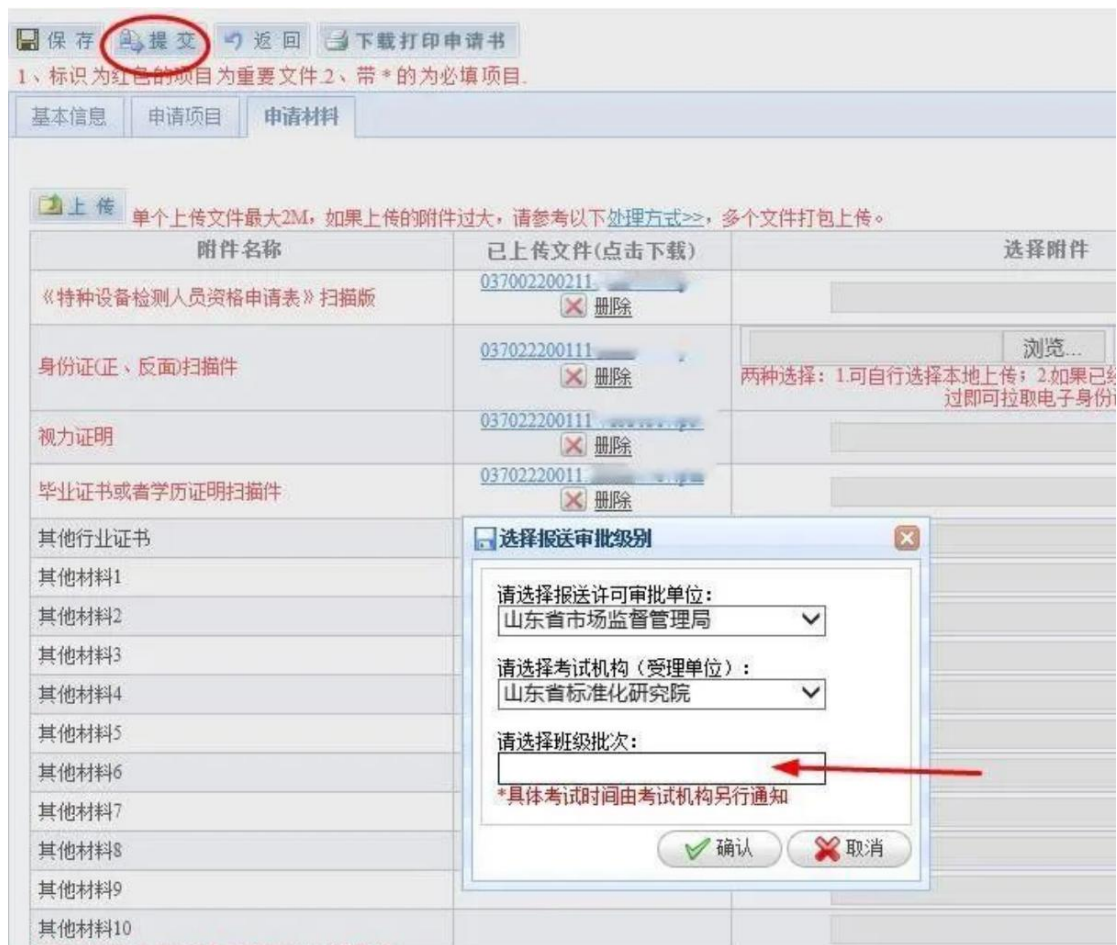 保存 提交 返回 下载打印申请书
1、标识为红色的项目为重要文件.2、带*的为必填项目.
基本信息 申请项目 申请材料
上传 单个上传文件最大2M，如果上传的附件过大，请参考以下处理方式>>，多个文件打包上传。
附件名称 已上传文件(点击下载) 选择附件
《特种设备检测人员资格申请表》扫描版 037002200211
删除
身份证(正、反面)扫描件 037022200111 浏览...
删除 两种选择：1.可自行选择本地上传；2.如果已经
过即可拉取电子身份
视力证明 037022200111
删除
毕业证书或者学历证明扫描件 03702220011
删除
其他行业证书
其他材料1
其他材料2
其他材料3
其他材料4
其他材料5
其他材料6
其他材料7
其他材料8
其他材料9
其他材料10
选择报送审批级别
请选择报送许可审批单位：
山东省市场监督管理局
请选择考试机构（受理单位）：
山东省标准化研究院
请选择班级批次：
*具体考试时间由考试机构另行通知
确认 取消